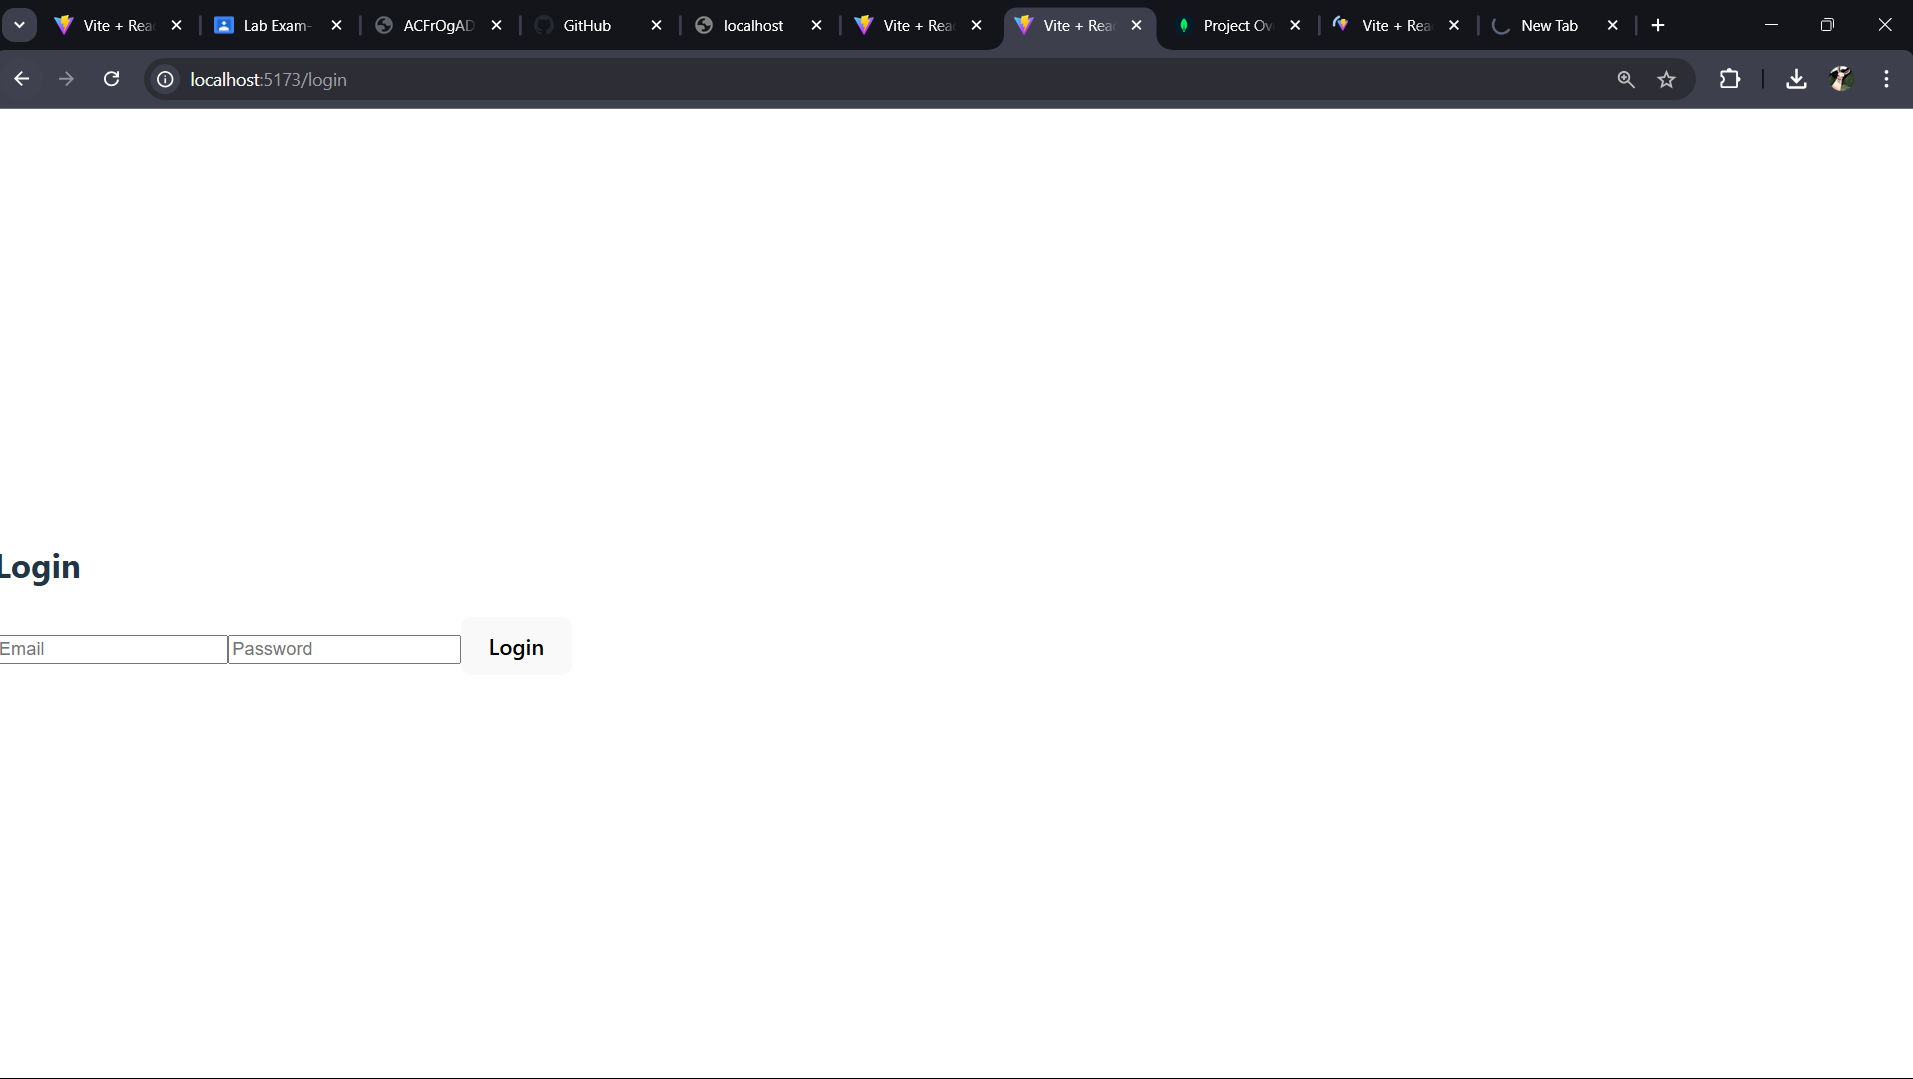 Vite + Rea
Lab Exam-
ACFrOgAD
GitHub
localhost
Vite + Rea
Vite + Rea
Project Ov
Vite + Rea
New Tab
localhost:5173/login
Login
Email
Password
Login